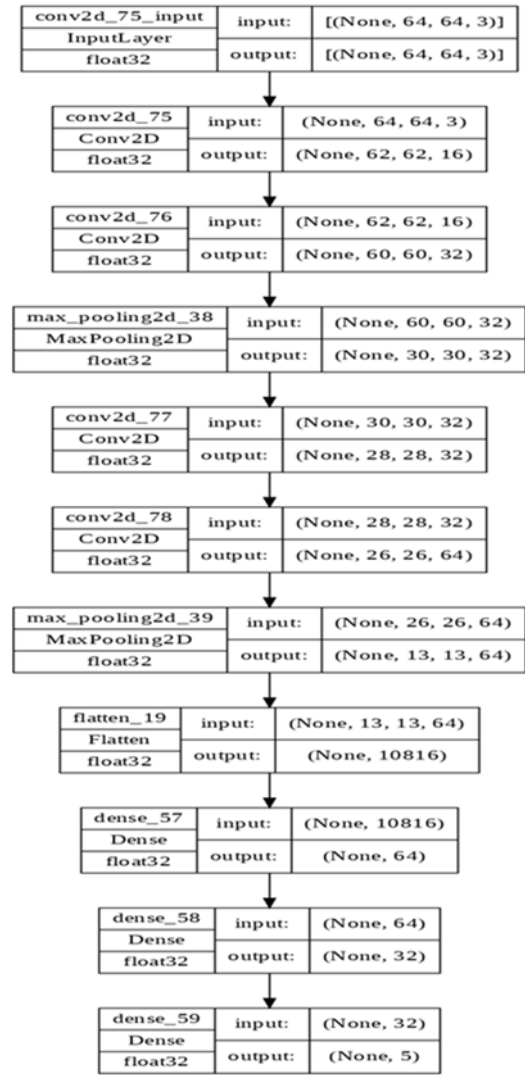 conv2d_75_input
InputLayer
float32
input: [(None, 64, 64, 3)]
output: [(None, 64, 64, 3)]
conv2d_75
Conv2D
float32
input: (None, 64, 64, 3)
output: (None, 62, 62, 16)
conv2d_76
Conv2D
float32
input: (None, 62, 62, 16)
output: (None, 60, 60, 32)
max_pooling2d_38
MaxPooling2D
float32
input: (None, 60, 60, 32)
output: (None, 30, 30, 32)
conv2d_77
Conv2D
float32
input: (None, 30, 30, 32)
output: (None, 28, 28, 32)
conv2d_78
Conv2D
float32
input: (None, 28, 28, 32)
output: (None, 26, 26, 64)
max_pooling2d_39
MaxPooling2D
float32
input: (None, 26, 26, 64)
output: (None, 13, 13, 64)
flatten_19
Flatten
float32
input: (None, 13, 13, 64)
output: (None, 10816)
dense_57
Dense
float32
input: (None, 10816)
output: (None, 64)
dense_58
Dense
float32
input: (None, 64)
output: (None, 32)
dense_59
Dense
float32
input: (None, 32)
output: (None, 5)